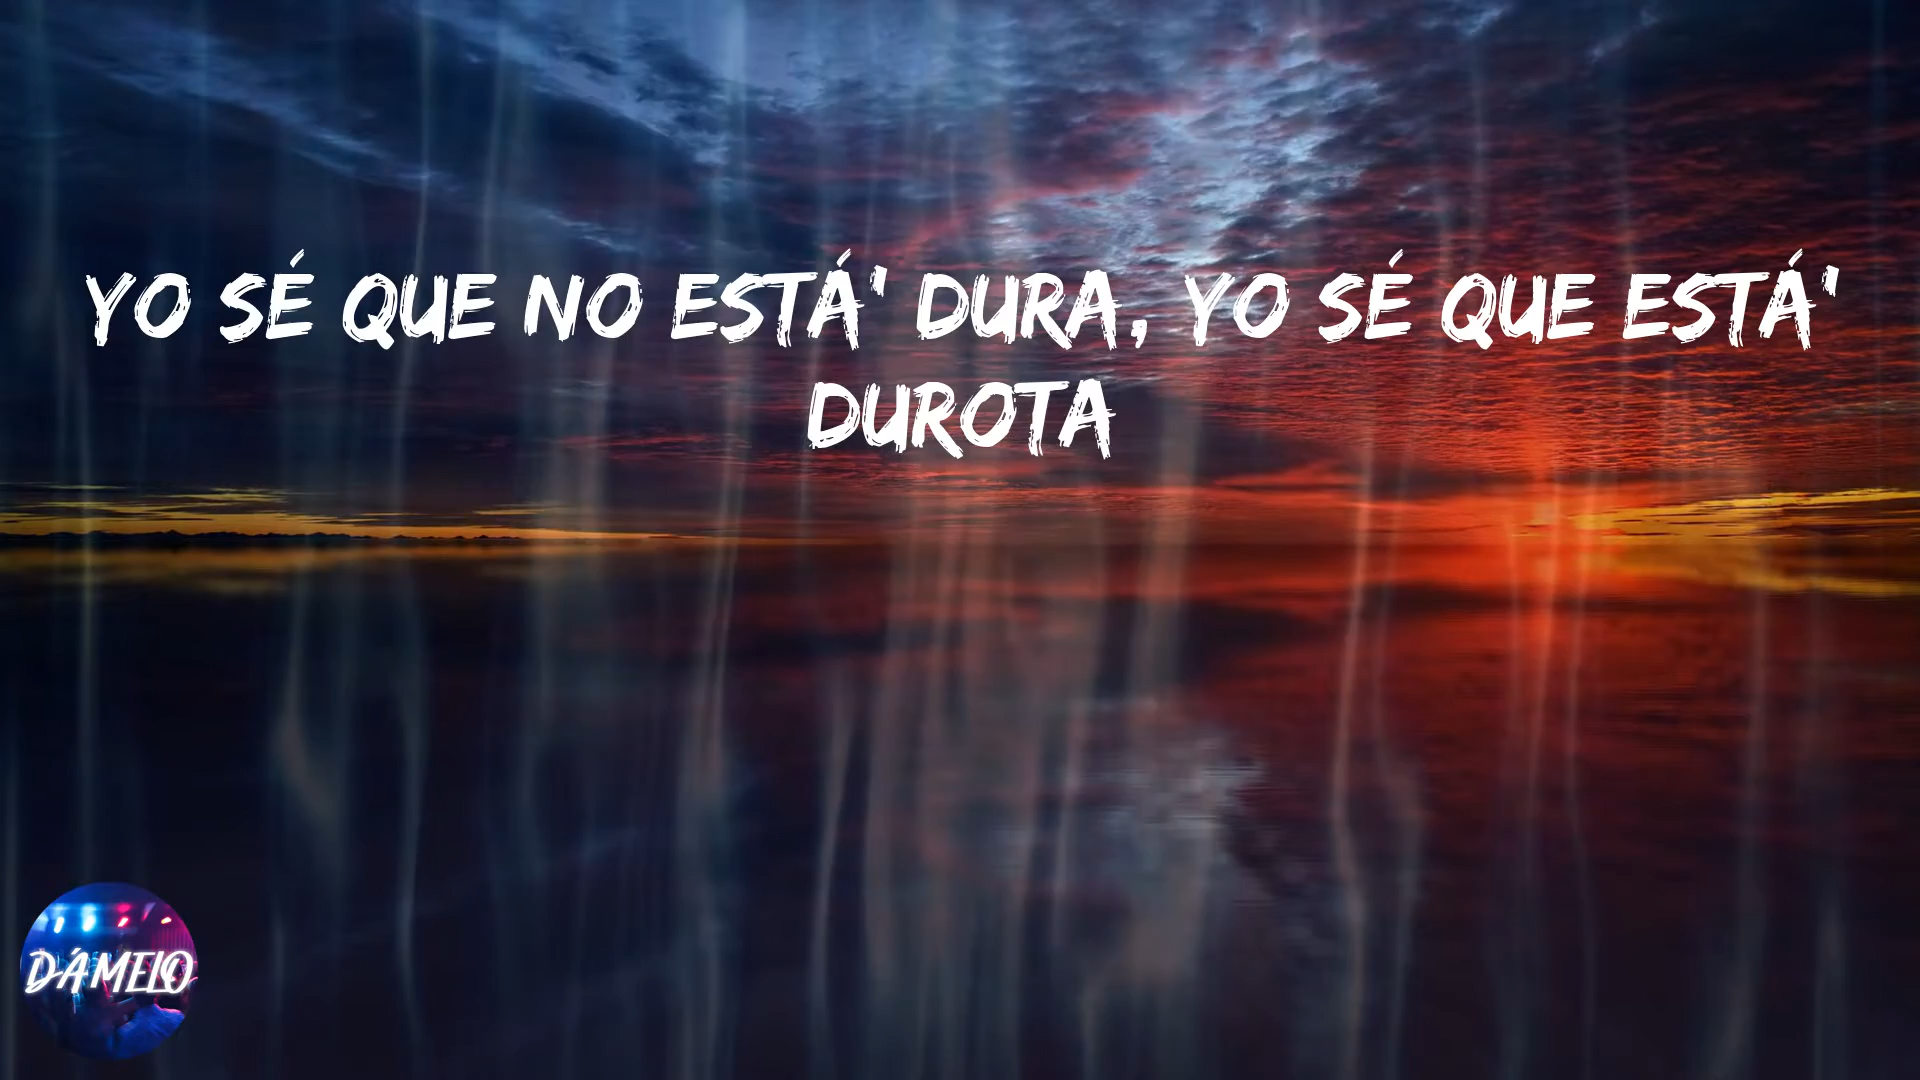 YO SÉ QUE NO ESTÁ' DURA, YO SÉ QUE ESTÁ'
DUROTA
DÁMELO